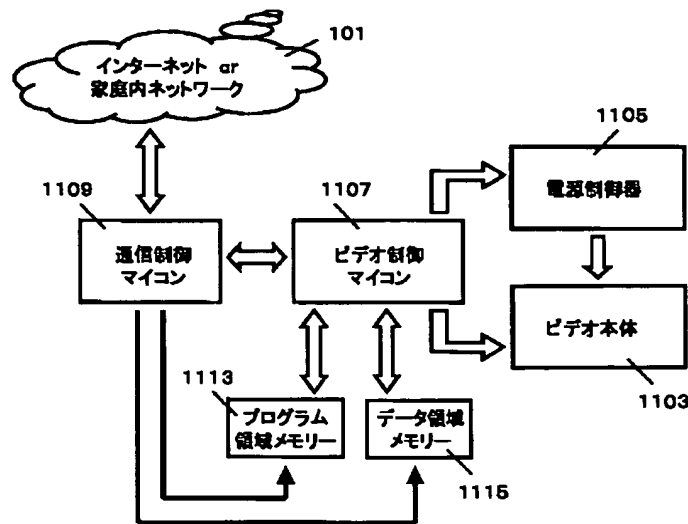 101
インターネット or
家庭内ネットワーク
1109
通信制御
マイコン
1107
ビデオ制御
マイコン
1105
電源制御器
ビデオ本体
1103
1113
プログラム
領域メモリー
データ領域
メモリー
1115